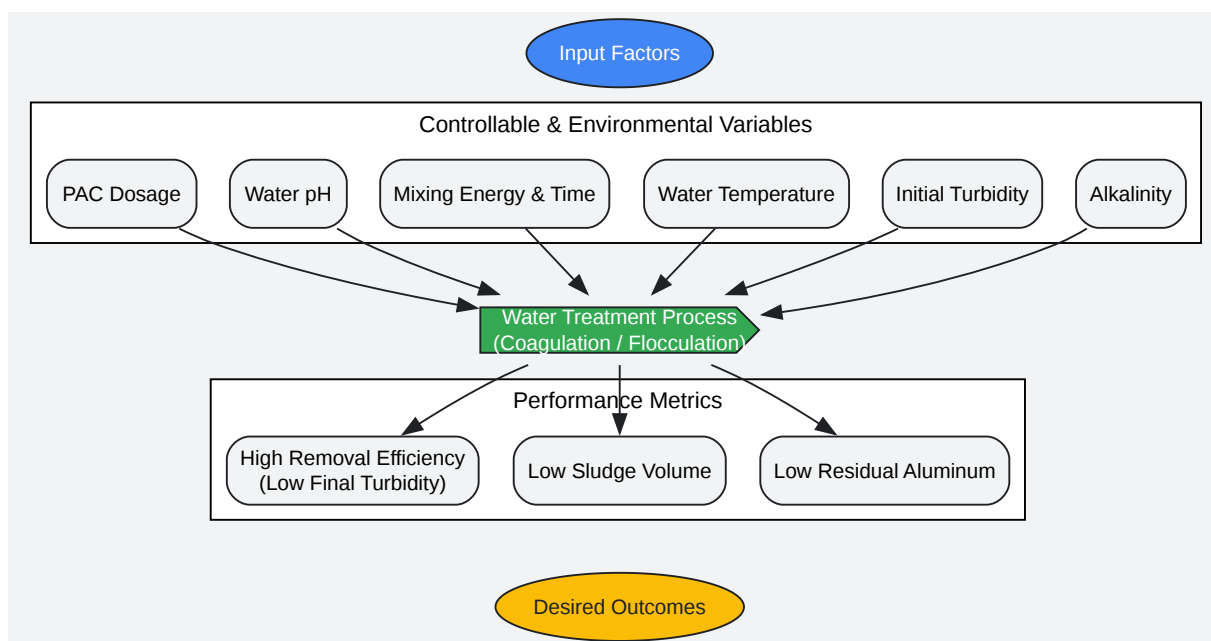 Input Factors
Controllable & Environmental Variables
PAC Dosage
Water pH
Mixing Energy & Time
Water Temperature
Initial Turbidity
Alkalinity
Water Treatment Process
(Coagulation / Flocculation)
Performance Metrics
High Removal Efficiency
(Low Final Turbidity)
Low Sludge Volume
Low Residual Aluminum
Desired Outcomes